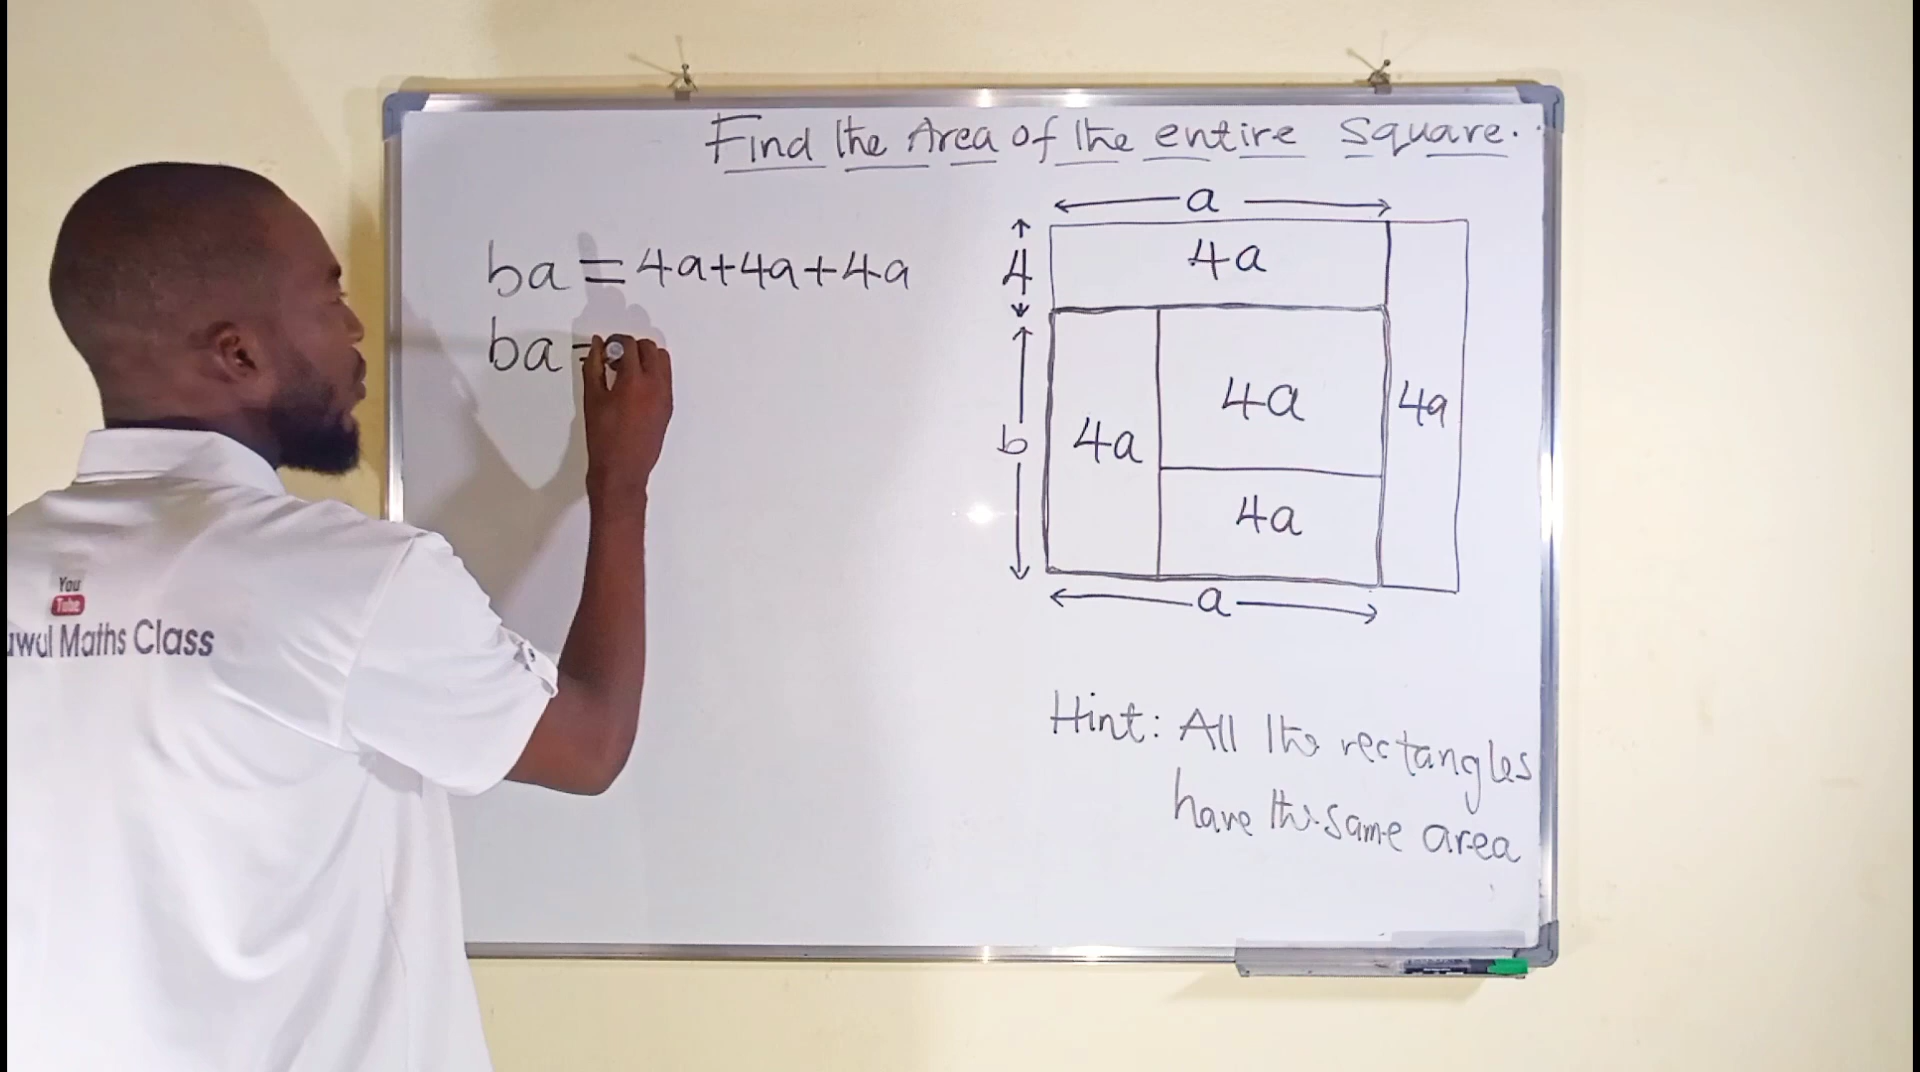 Find the Area of the entire square.
a
4
4a
ba = 4a+4a+4a
ba =
b
4a
4a
4a
4a
a
Hint: All the rectangles
have the same area
You
Tube
Maths Class